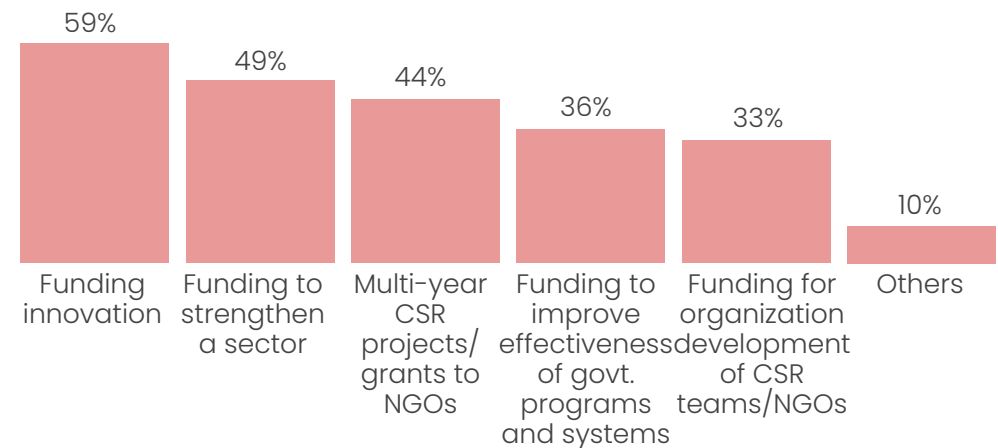 59%
49%
44%
36%
33%
10%
Funding
innovation
Funding to
strengthen
a sector
Multi-year
CSR
projects/
grants to
NGOs
Funding to
improve
effectiveness
of govt.
programs
and systems
Funding for
organization
development
of CSR
teams/NGOs
Others